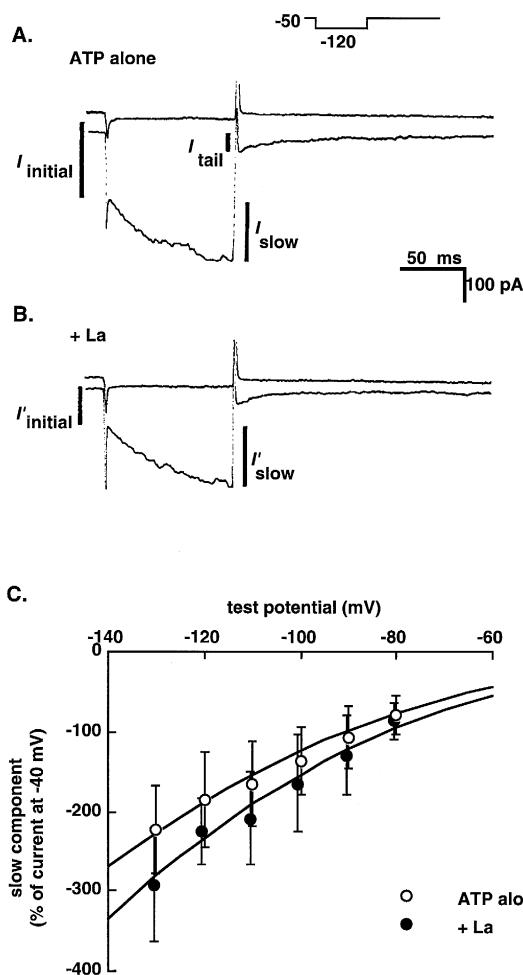 A.
-50
-120
ATP alone
I initial
I tail
I slow
50 ms
100 pA
B.
+ La
I' initial
I' slow
C.
test potential (mV)
-140 -120 -100 -80 -60
0
-100
-200
-300
-400
slow component
(% of current at -40 mV)
ATP alo
+ La